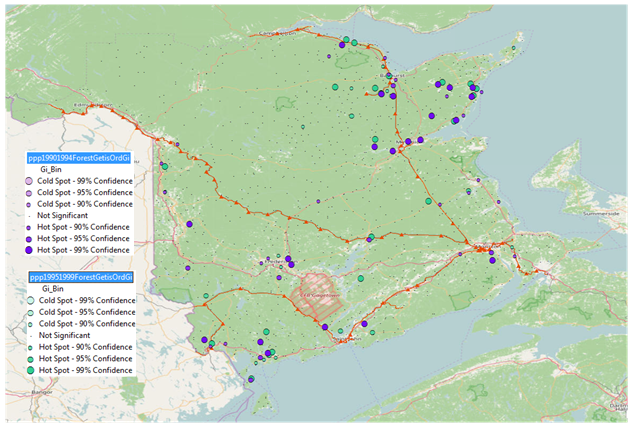 ppp19901994ForestGetisOrdGi
Gi_Bin
Cold Spot - 99% Confidence
Cold Spot - 95% Confidence
Cold Spot - 90% Confidence
Not Significant
Hot Spot - 90% Confidence
Hot Spot - 95% Confidence
Hot Spot - 99% Confidence
ppp19951999ForestGetisOrdGi
Gi_Bin
Cold Spot - 99% Confidence
Cold Spot - 95% Confidence
Cold Spot - 90% Confidence
Not Significant
Hot Spot - 90% Confidence
Hot Spot - 95% Confidence
Hot Spot - 99% Confidence
Summerside
Bangor